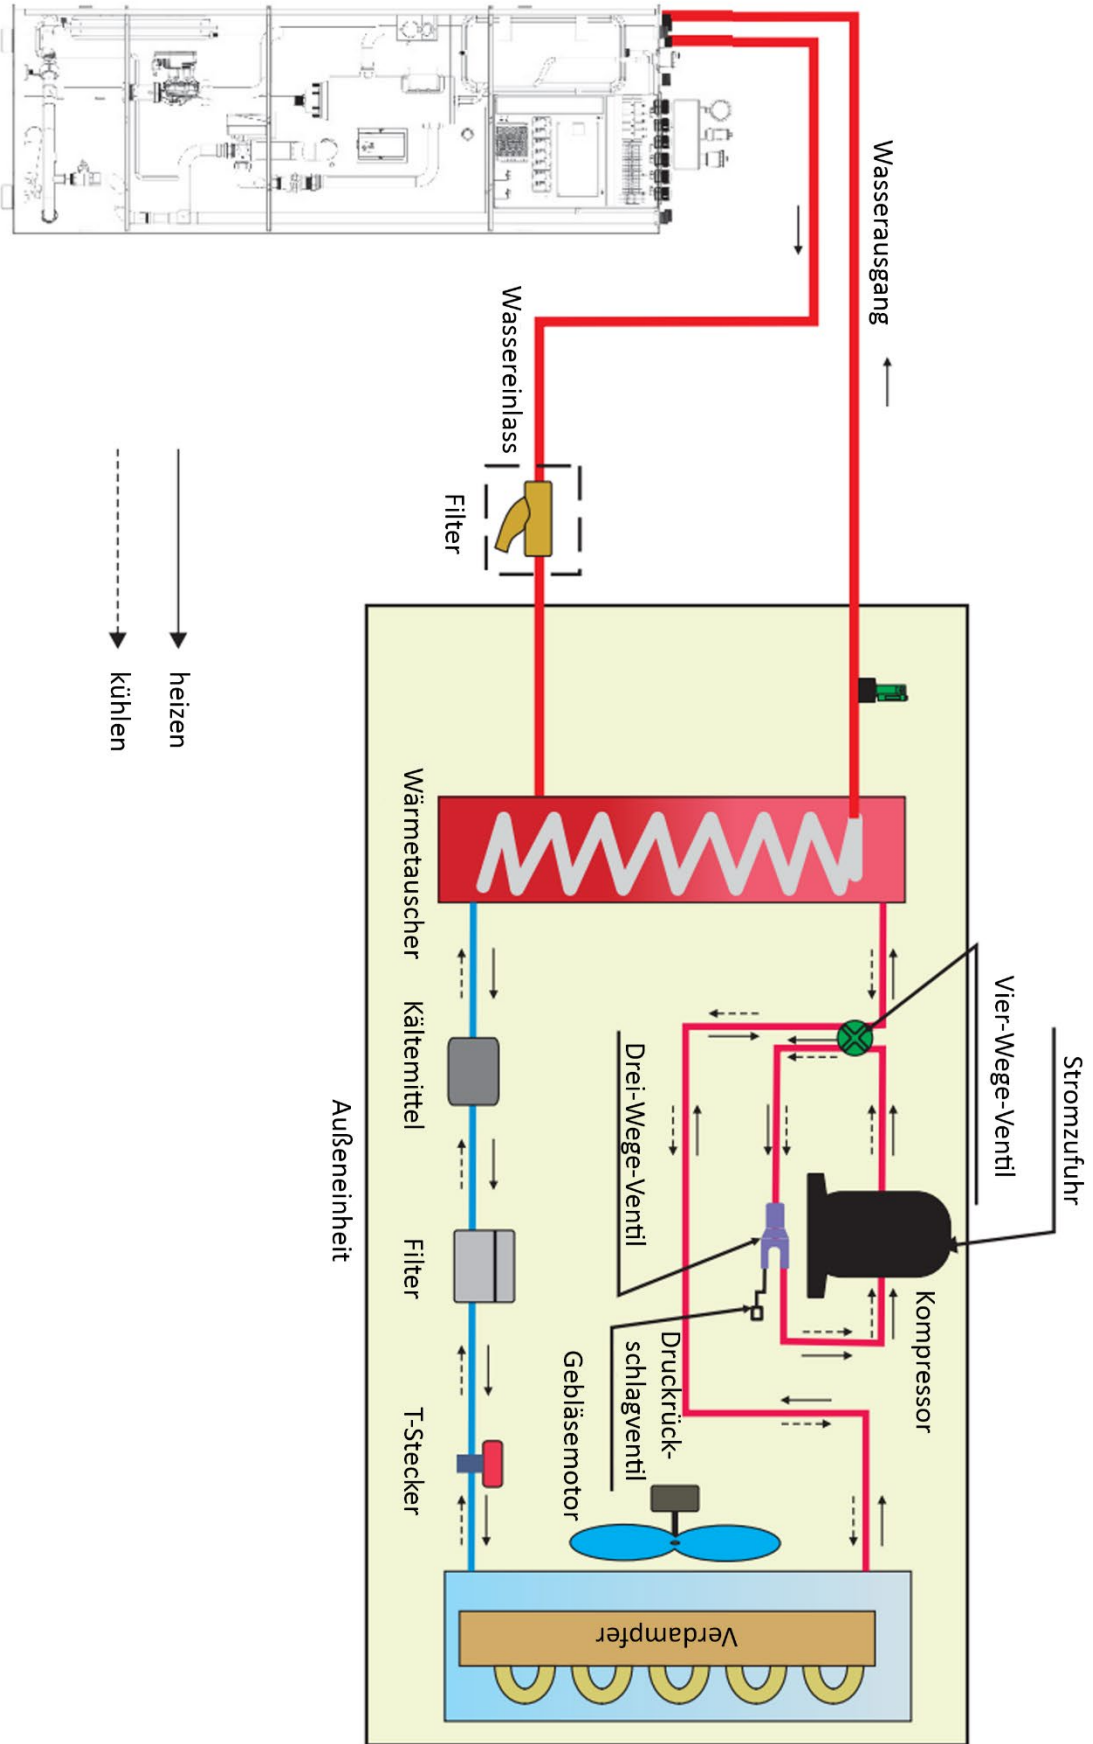 Stromzufuhr
Vier-Wege-Ventil
Wasserausgang
Kompressor
Drei-Wege-Ventil
Druckrück-
schlagventil
Gebläsemotor
Verdampfer
Wassereinlass
Filter
Wärmetauscher
Kältemittel
Filter
T-Stecker
Außeneinheit
heizen
kühlen